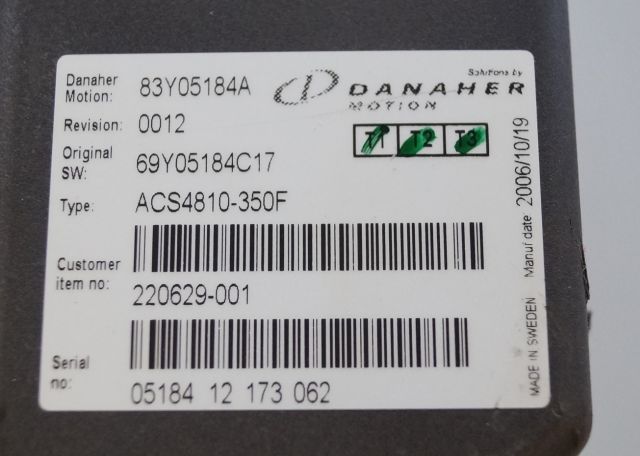 Danaher Motion: 83Y05184A
Solutions by
DANAHER
MOTION
Revision: 0012
T1 T2 T3
Original SW: 69Y05184C17
Type: ACS4810-350F
Customer item no: 220629-001
Serial no: 05184 12 173 062
MADE IN SWEDEN Manuf date 2006/10/19